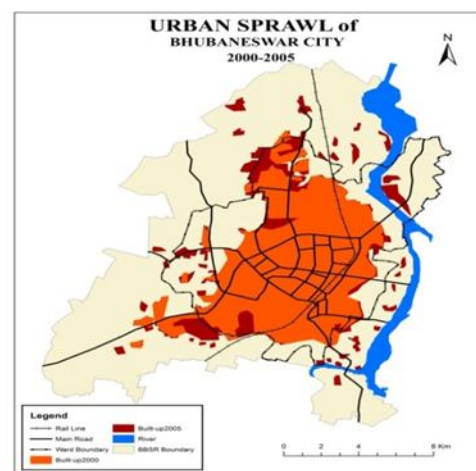 URBAN SPRAWL of
BHUBANESWAR CITY
2000-2005
N
Legend
Rail Line
Main Road
Ward Boundary
Built-up2000
Built-up2005
River
BBSR Boundary
0 2 4 8 Km